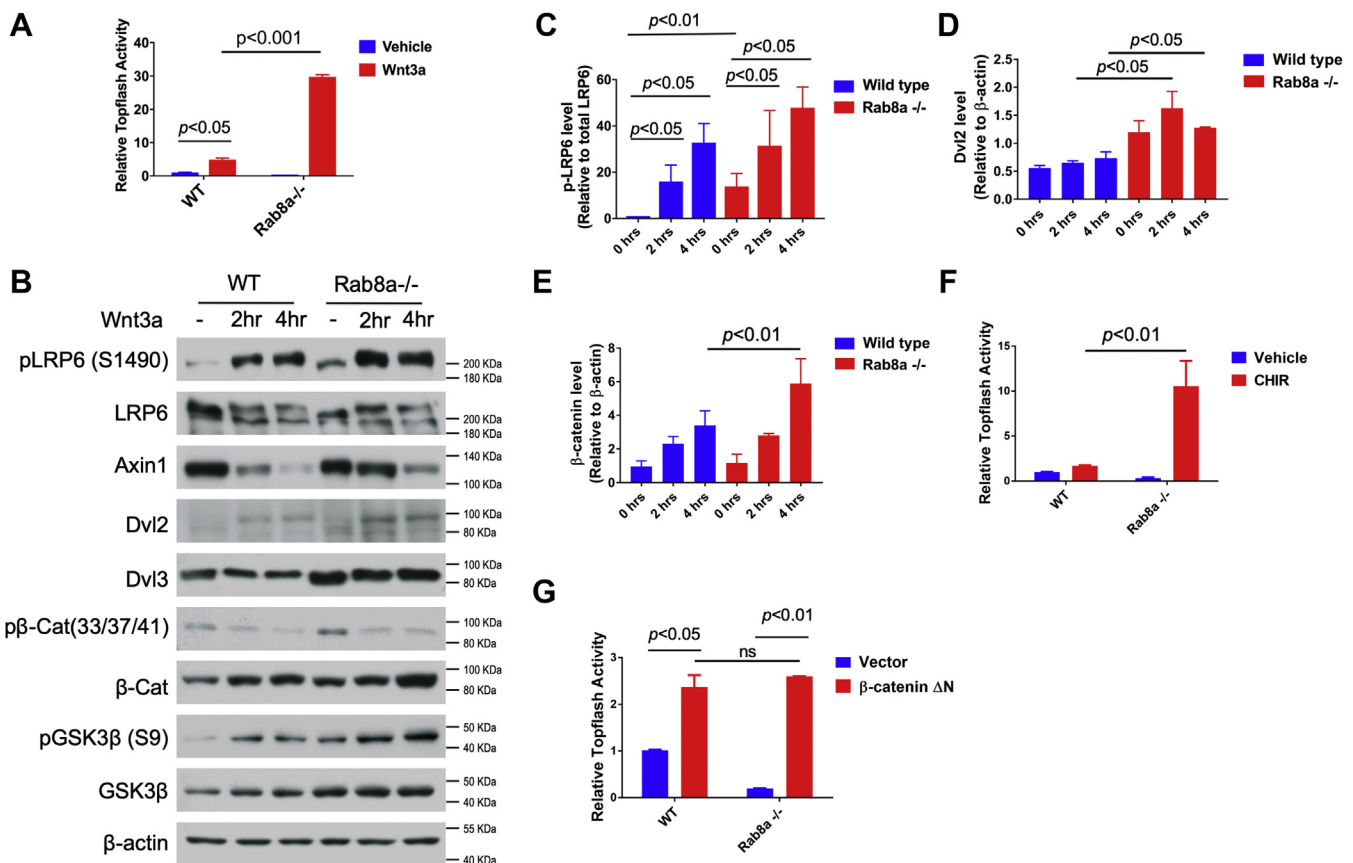 A
Relative Topflash Activity
40
30
20
10
0
p<0.001
p<0.05
WT
Rab8a-/-
Vehicle
Wnt3a
B
WT Rab8a-/-
Wnt3a - 2hr 4hr - 2hr 4hr
pLRP6 (S1490)
200 KDa
180 KDa
LRP6
200 KDa
180 KDa
Axin1
140 KDa
100 KDa
Dvl2
100 KDa
80 KDa
Dvl3
100 KDa
80 KDa
pβ-Cat(33/37/41)
100 KDa
80 KDa
β-Cat
100 KDa
80 KDa
pGSK3β (S9)
50 KDa
40 KDa
GSK3β
50 KDa
40 KDa
β-actin
55 KDa
40 KDa
C
p-LRP6 level
(Relative to total LRP6)
60
40
20
0
p<0.01
p<0.05
p<0.05
p<0.05
p<0.05
0 hrs 2 hrs 4 hrs 0 hrs 2 hrs 4 hrs
Wild type
Rab8a -/-
D
Dvl2 level
(Relative to β-actin)
2.0
1.5
1.0
0.5
0.0
p<0.05
p<0.05
0 hrs 2 hrs 4 hrs 0 hrs 2 hrs 4 hrs
Wild type
Rab8a -/-
E
β-catenin level
(Relative to β-actin)
8
6
4
2
0
p<0.01
0 hrs 2 hrs 4 hrs 0 hrs 2 hrs 4 hrs
Wild type
Rab8a -/-
F
Relative Topflash Activity
15
10
5
0
p<0.01
WT
Rab8a -/-
Vehicle
CHIR
G
Relative Topflash Activity
3
2
1
0
p<0.05
p<0.01
ns
WT
Rab8a -/-
Vector
β-catenin ΔN